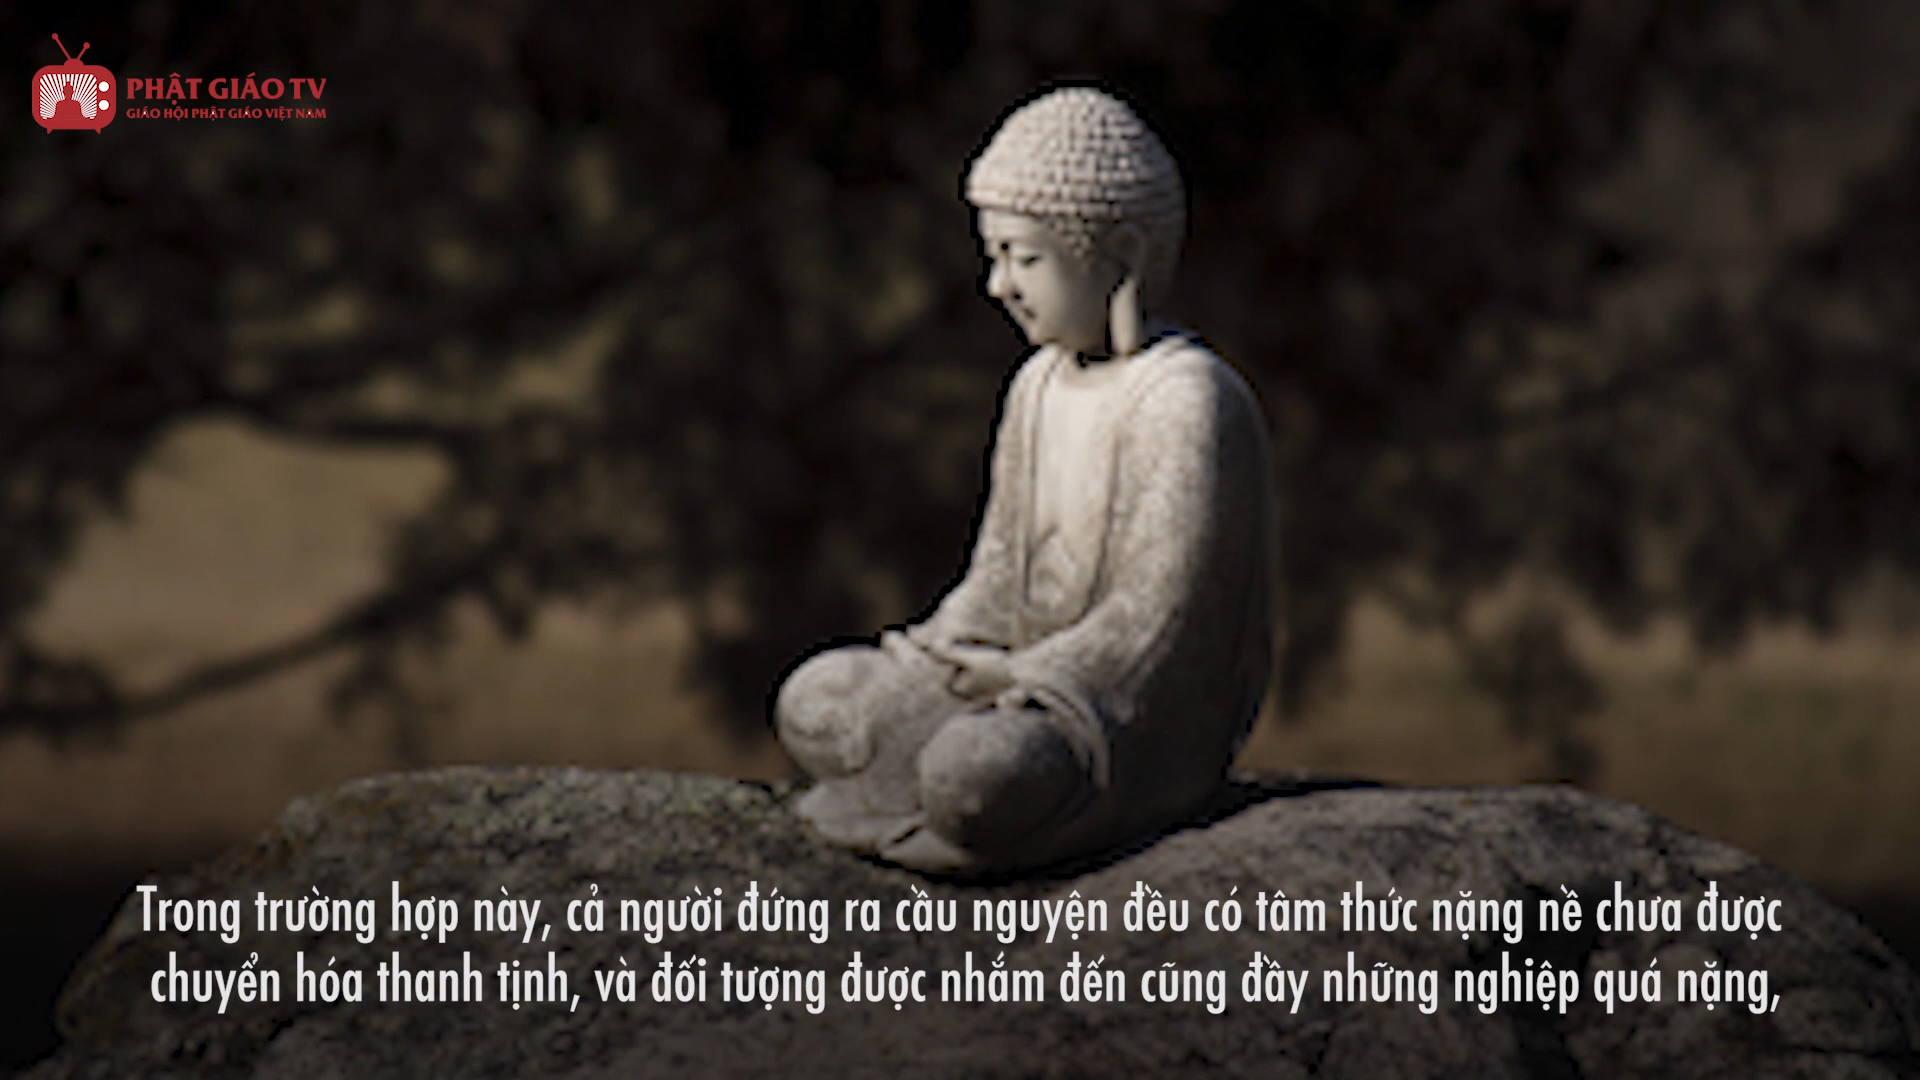 PHẬT GIÁO TV
GIÁO HỘI PHẬT GIÁO VIỆT NAM
Trong trường hợp này, cả người đứng ra cầu nguyện đều có tâm thức nặng nề chưa được
chuyển hóa thanh tịnh, và đối tượng được nhắm đến cũng đầy những nghiệp quá nặng,